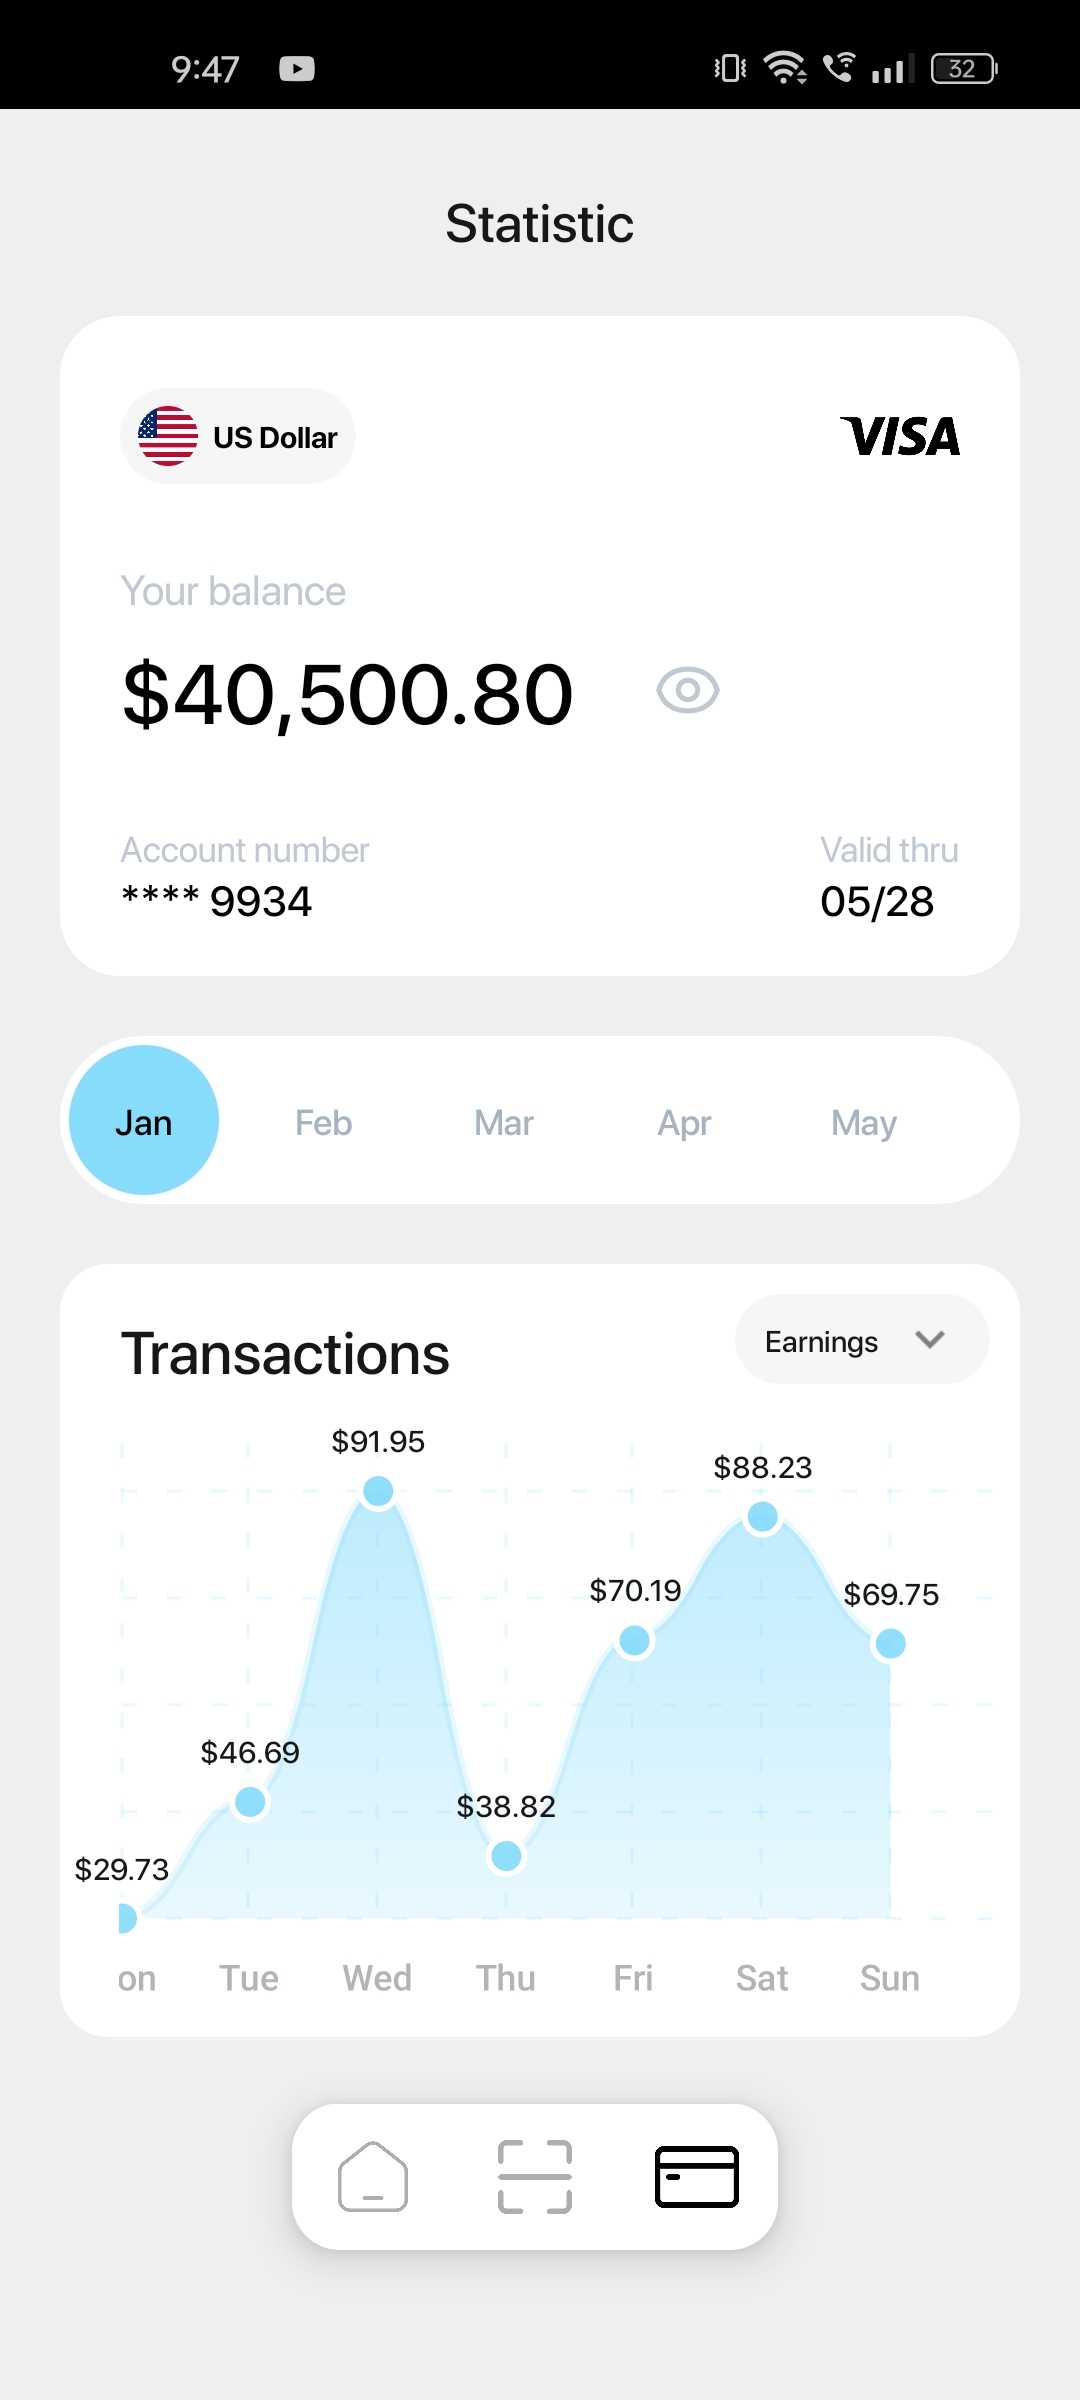 9:47
32
Statistic
US Dollar
VISA
Your balance
$40,500.80
Account number
Valid thru
**** 9934
05/28
Jan Feb Mar Apr May
Transactions
Earnings
$91.95
$88.23
$70.19
$69.75
$46.69
$38.82
$29.73
on Tue Wed Thu Fri Sat Sun